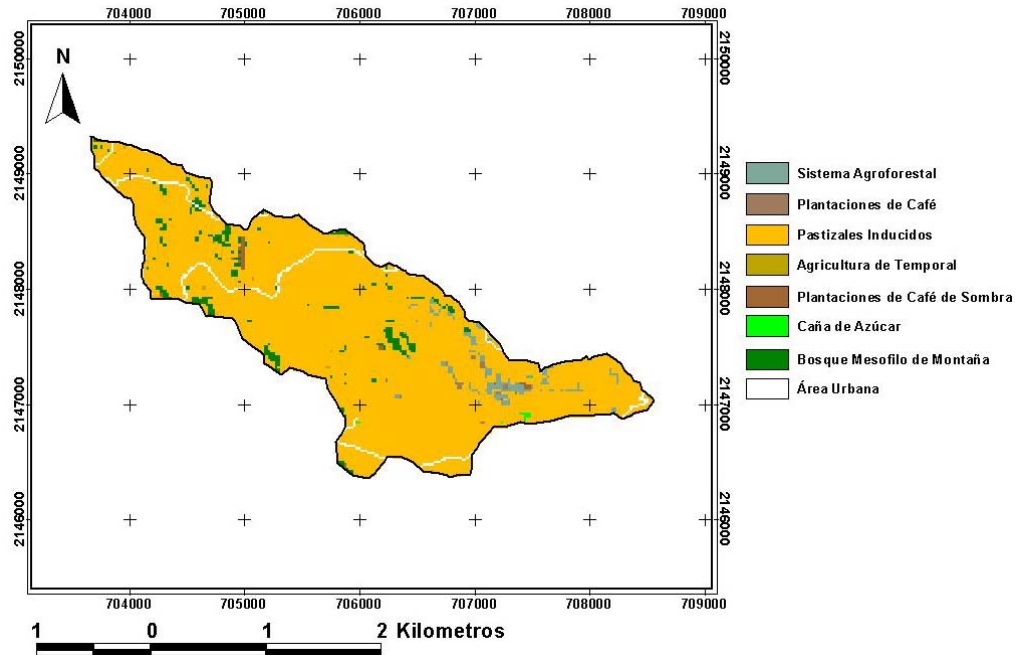 704000 705000 706000 707000 708000 709000
N
2150000
2149000
2148000
2147000
2146000
2150000
2149000
2148000
2147000
2146000
Sistema Agroforestal
Plantaciones de Café
Pastizales Inducidos
Agricultura de Temporal
Plantaciones de Café de Sombra
Caña de Azúcar
Bosque Mesofilo de Montaña
Área Urbana
704000 705000 706000 707000 708000 709000
1 0 1 2 Kilometros